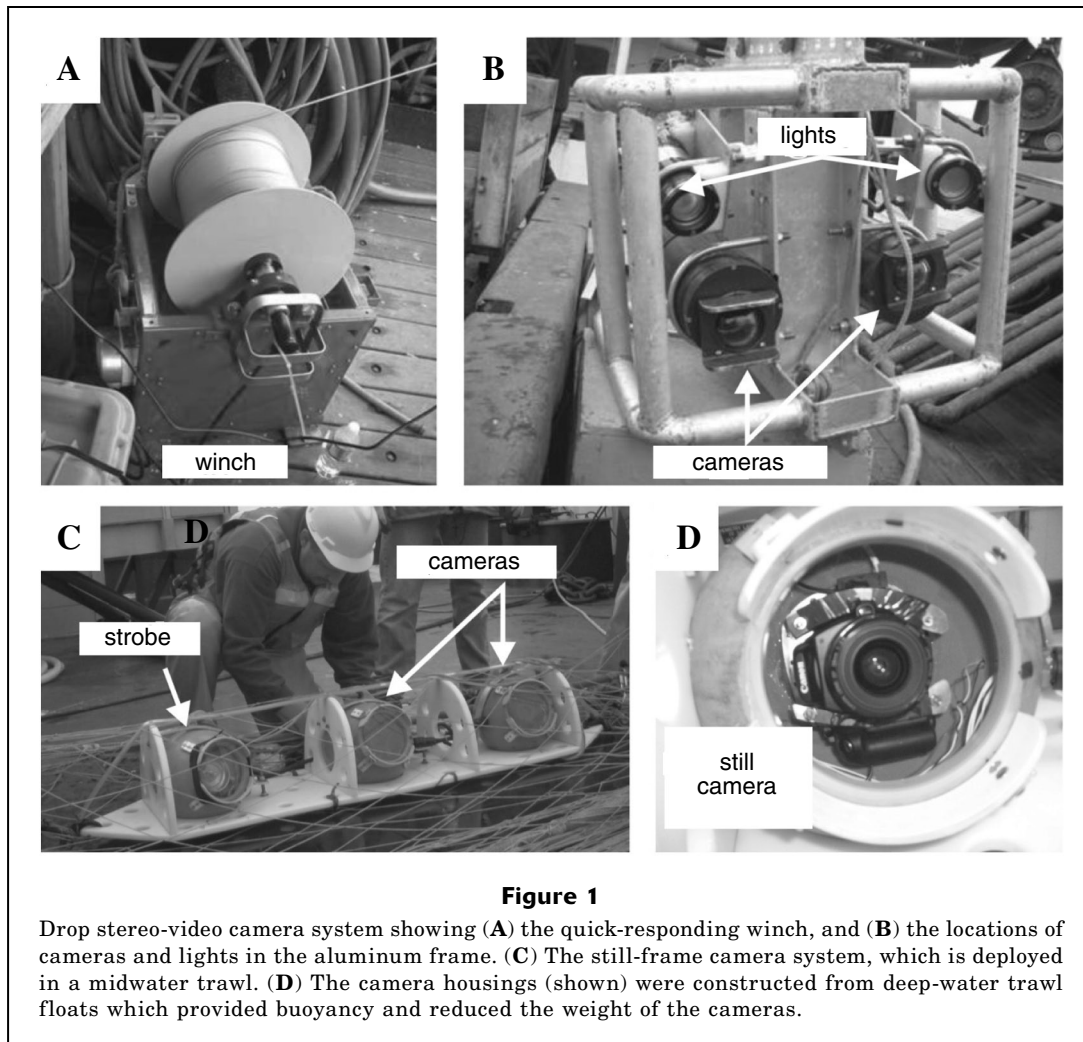 A
winch
B
lights
cameras
C
D
strobe
cameras
D
Canon
still
camera
Figure 1
Drop stereo-video camera system showing (A) the quick-responding winch, and (B) the locations of
cameras and lights in the aluminum frame. (C) The still-frame camera system, which is deployed
in a midwater trawl. (D) The camera housings (shown) were constructed from deep-water trawl
floats which provided buoyancy and reduced the weight of the cameras.